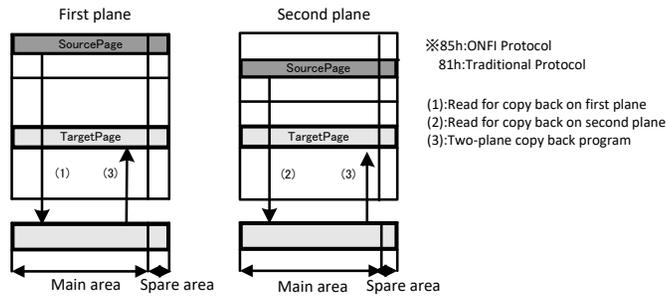 First plane
Second plane
SourcePage
SourcePage
TargetPage
TargetPage
(1)
(3)
(2)
(3)
Main area
Spare area
Main area
Spare area
※85h:ONFI Protocol
81h:Traditional Protocol
(1):Read for copy back on first plane
(2):Read for copy back on second plane
(3):Two-plane copy back program